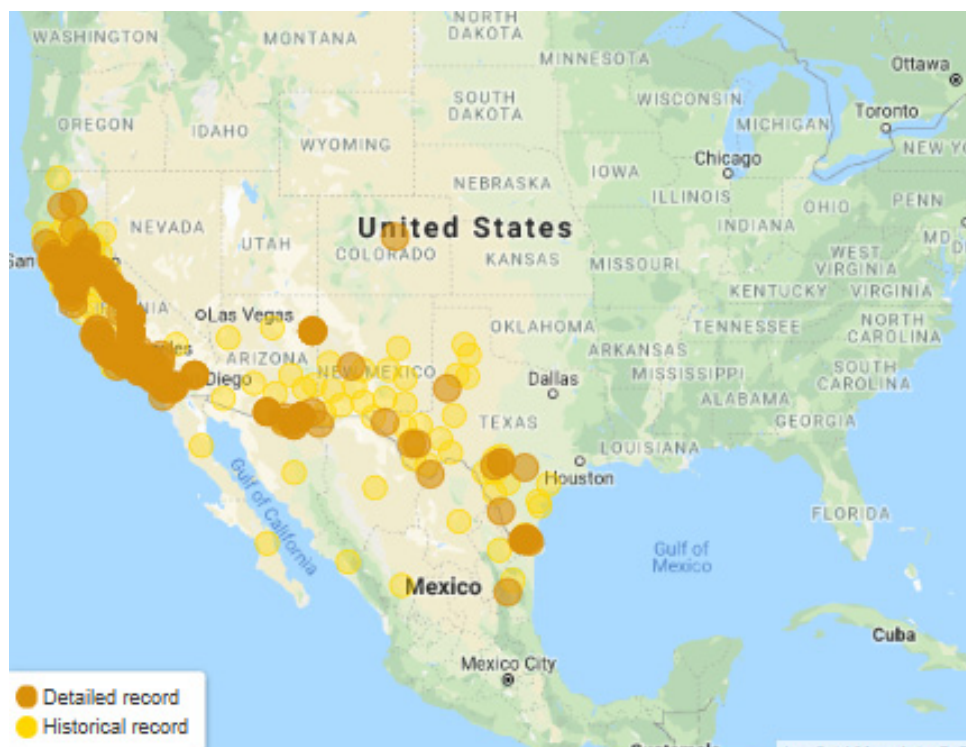 NORTH
DAKOTA
WASHINGTON
MONTANA
MINNESOTA
Ottawa
SOUTH
DAKOTA
WISCONSIN
OREGON
IDAHO
MICHIGAN
Toronto
WYOMING
NEW YO
Chicago
IOWA
NEBRASKA
ILLINOIS
OHIO
PENN
NEVADA
United States
INDIANA
MD
UTAH
COLORADO
KANSAS
MISSOURI
WEST
VIRGINIA
San
KENTUCKY
VIRGINIA
Las Vegas
OKLAHOMA
TENNESSEE
NORTH
CAROLINA
ARIZONA
NEW MEXICO
ARKANSAS
MISSISSIPPI
SOUTH
CAROLINA
Diego
Dallas
ALABAMA
TEXAS
GEORGIA
LOUISIANA
Houston
Gulf of California
FLORIDA
Gulf of
Mexico
Mexico
Cuba
Mexico City
Detailed record
Historical record